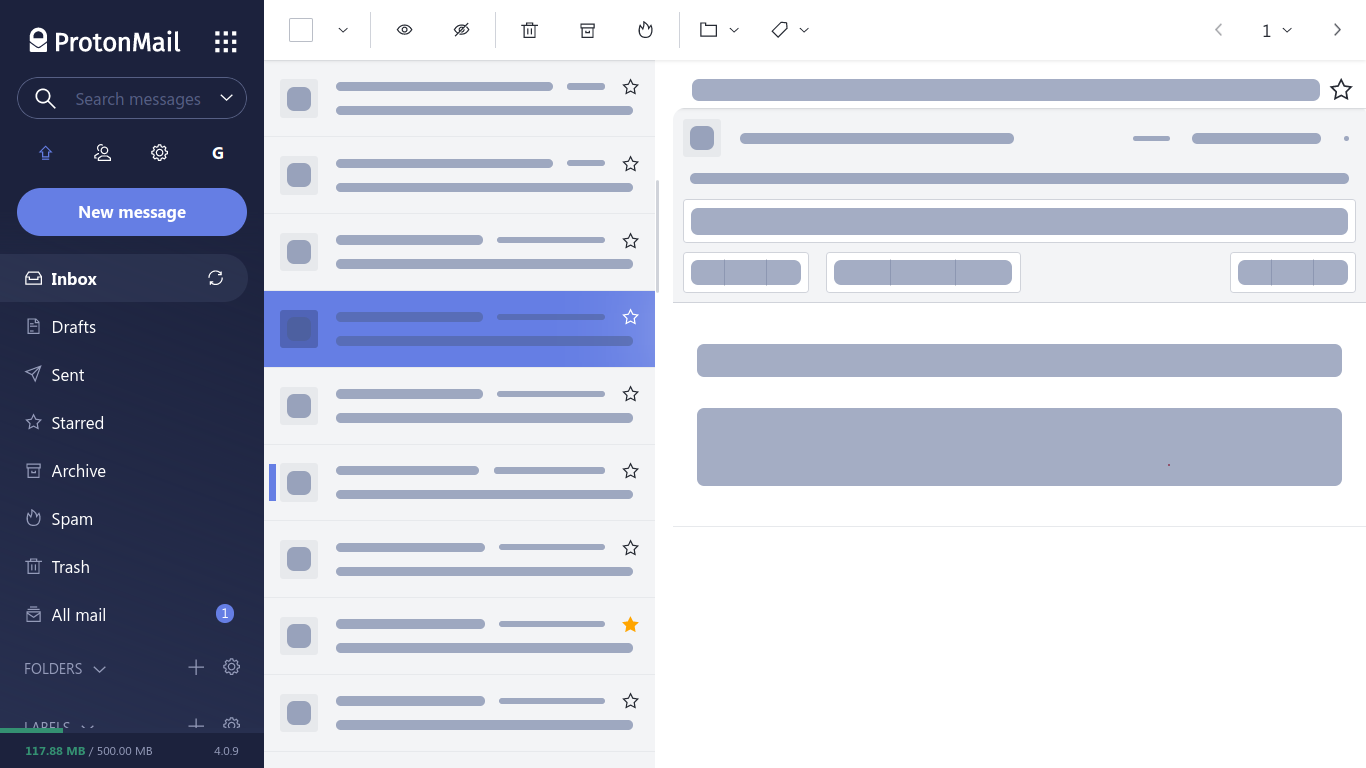 ProtonMail
Search messages
G
New message
Inbox
Drafts
Sent
Starred
Archive
Spam
Trash
All mail
1
FOLDERS
LABELS
117.88 MB / 500.00 MB
4.0.9
1